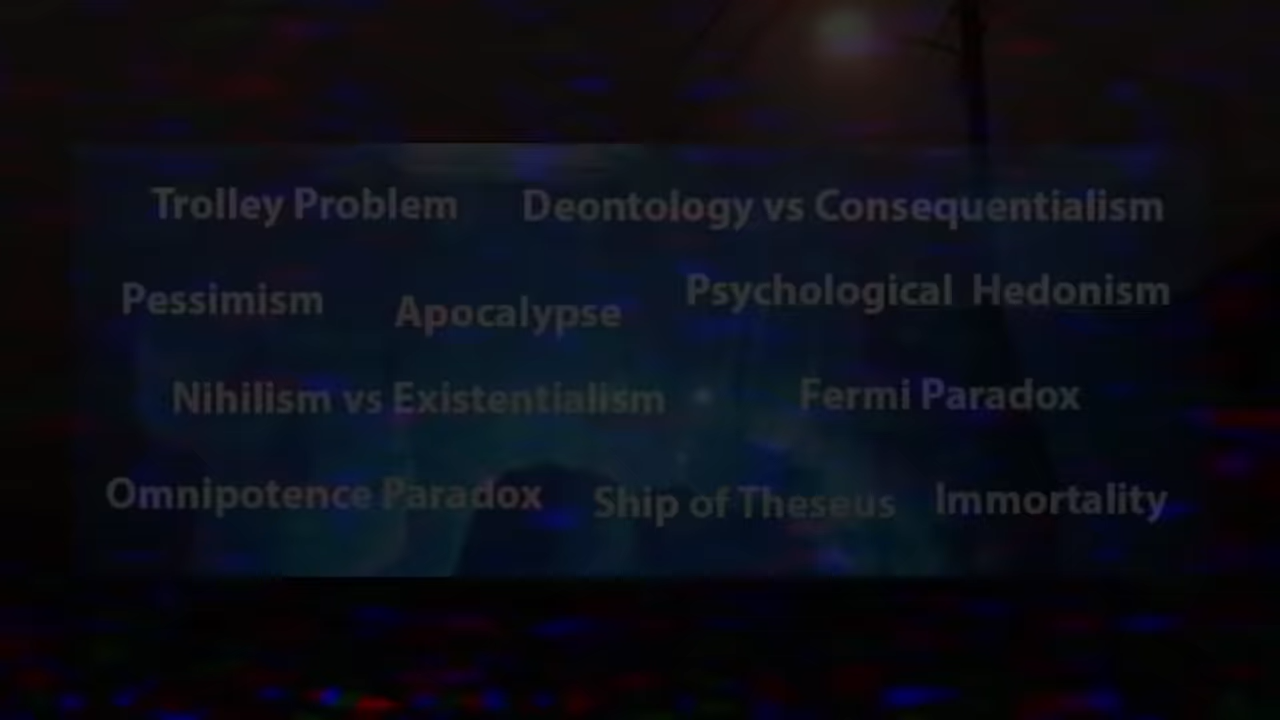 Trolley Problem
Deontology vs Consequentialism
Pessimism
Apocalypse
Psychological Hedonism
Nihilism vs Existentialism
Fermi Paradox
Omnipotence Paradox
Ship of Theseus
Immortality